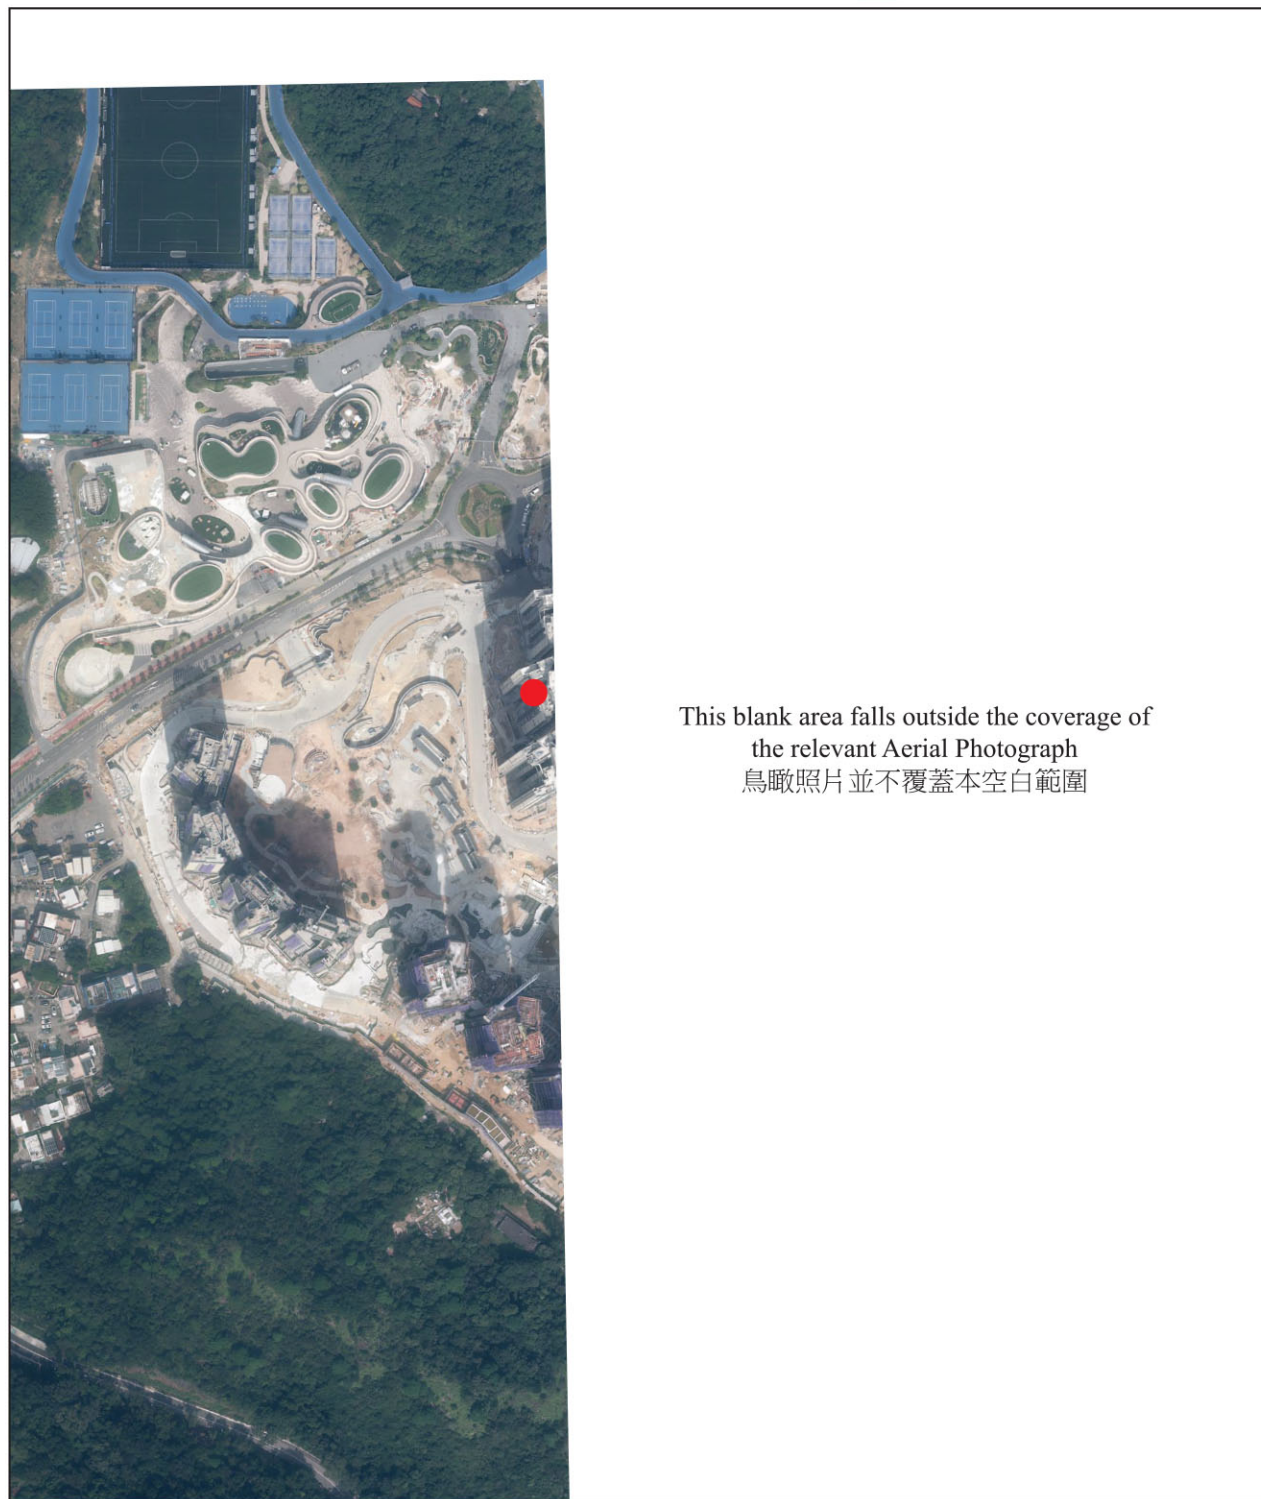 This blank area falls outside the coverage of
the relevant Aerial Photograph
鳥瞰照片並不覆蓋本空白範圍